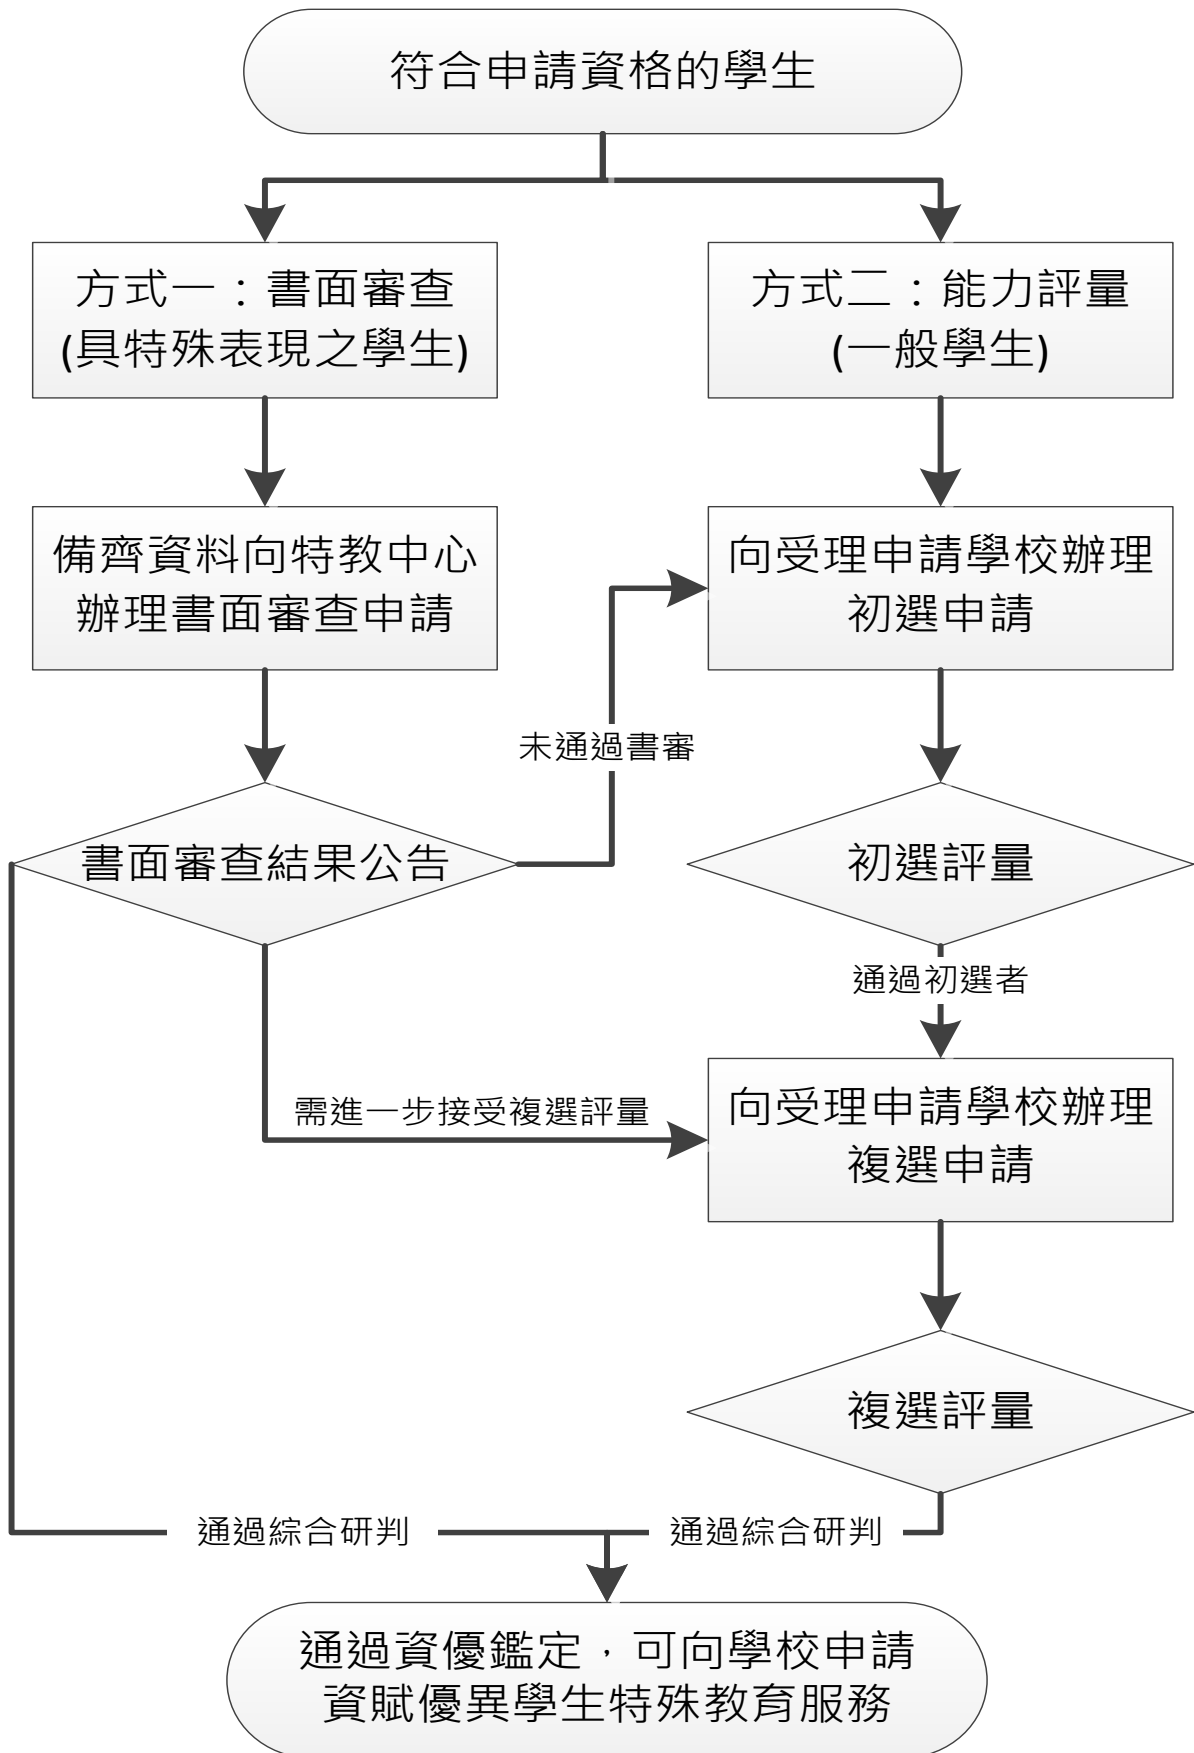 符合申請資格的學生
方式一：書面審查
(具特殊表現之學生)
方式二：能力評量
(一般學生)
備齊資料向特教中心
辦理書面審查申請
向受理申請學校辦理
初選申請
未通過書審
書面審查結果公告
初選評量
通過初選者
需進一步接受複選評量
向受理申請學校辦理
複選申請
複選評量
通過綜合研判
通過綜合研判
通過資優鑑定，可向學校申請
資賦優異學生特殊教育服務